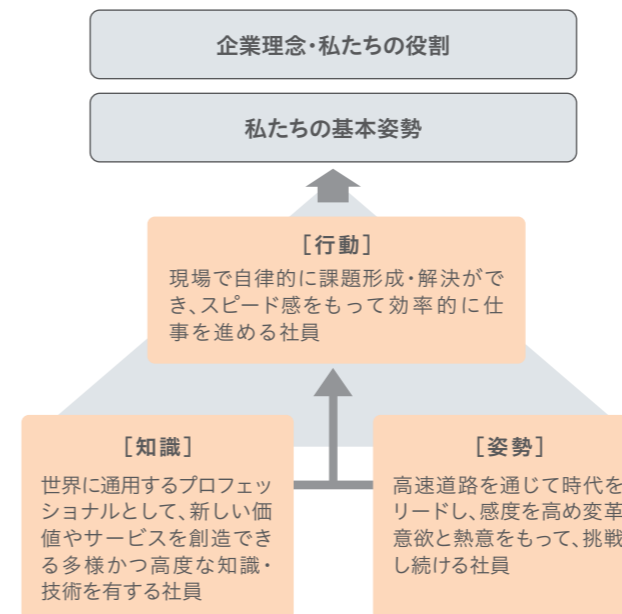 企業理念・私たちの役割
私たちの基本姿勢
［行動］
現場で自律的に課題形成・解決がで
き、スピード感をもって効率的に仕
事を進める社員
［知識］
世界に通用するプロフェッ
ショナルとして、新しい価
値やサービスを創造でき
る多様かつ高度な知識・
技術を有する社員
［姿勢］
高速道路を通じて時代を
リードし、感度を高め変革
意欲と熱意をもって、挑戦
し続ける社員